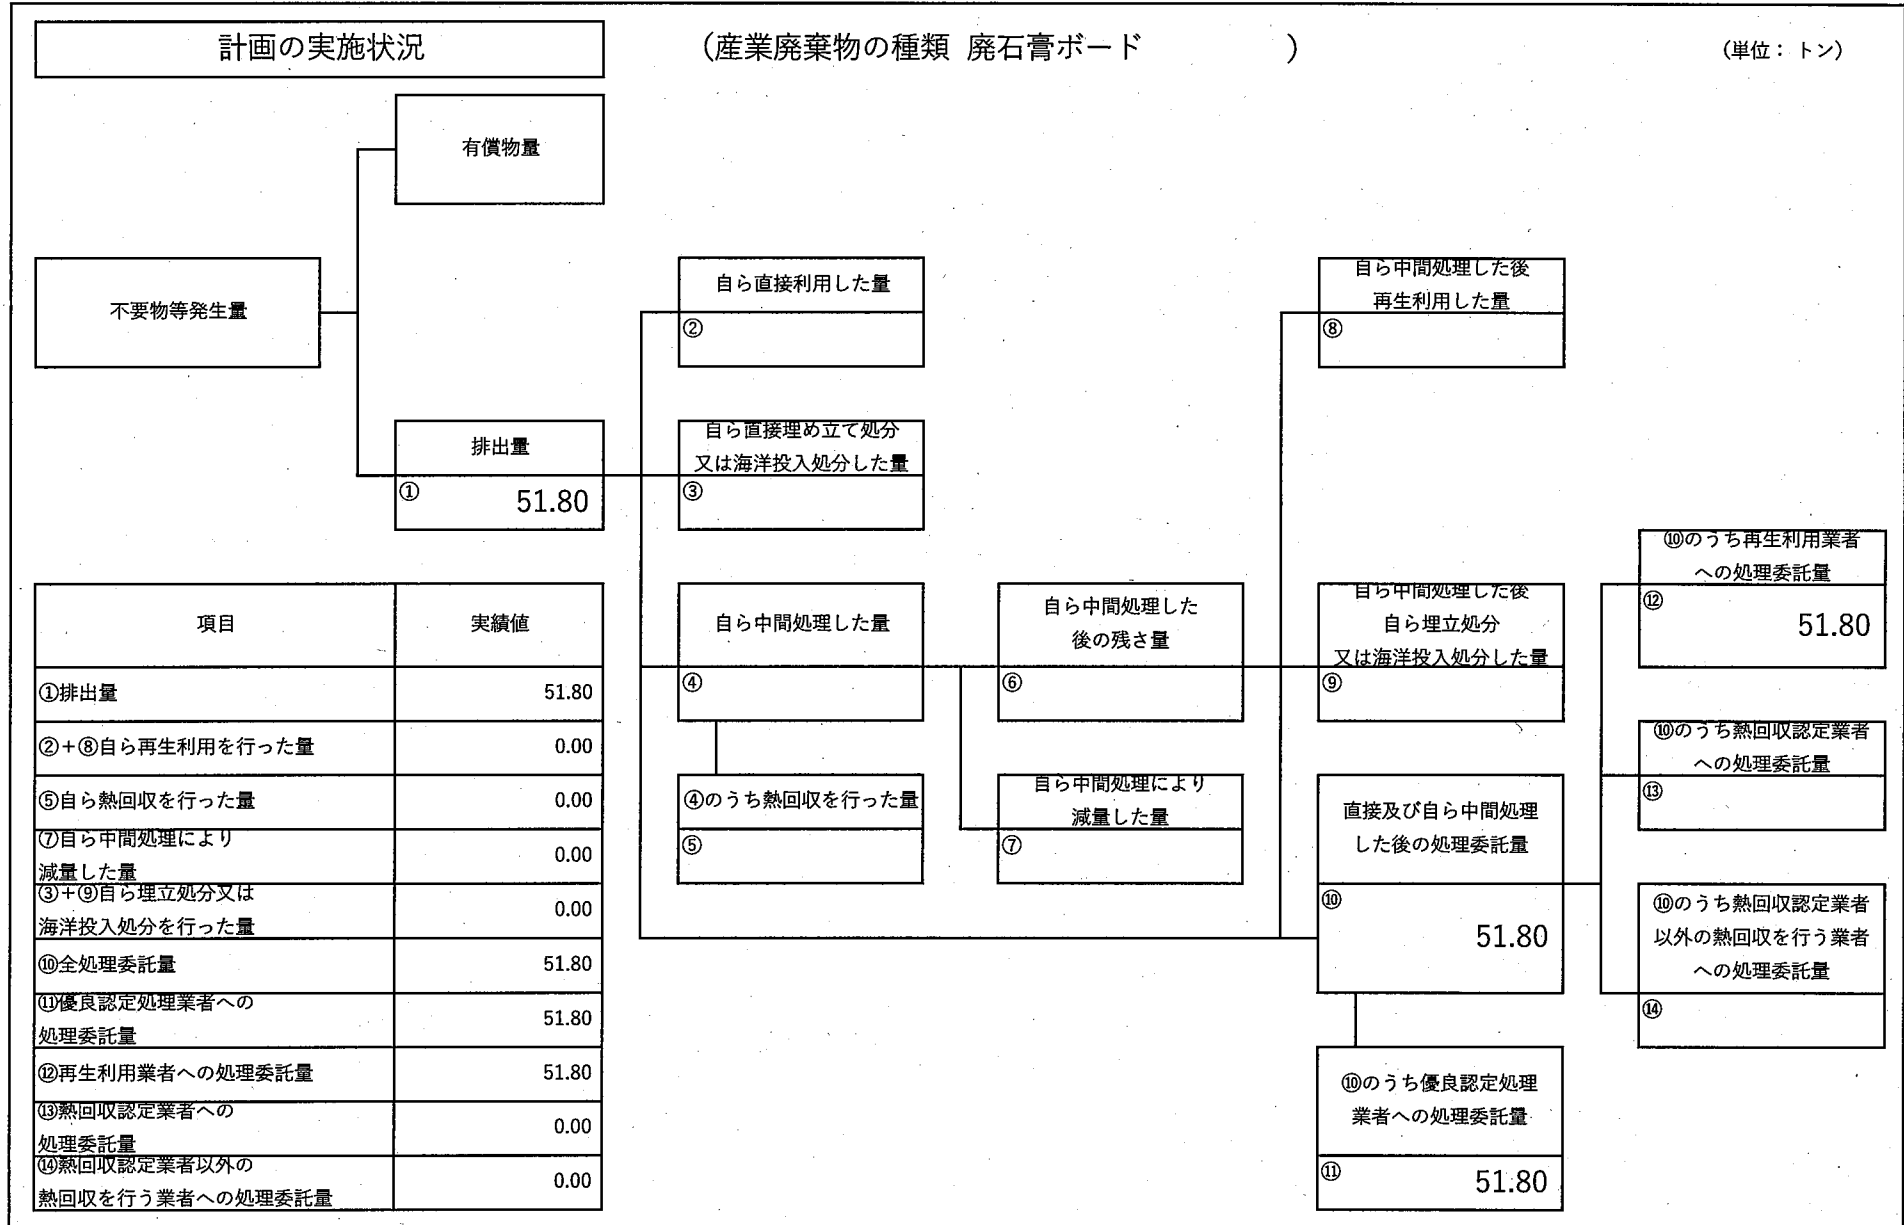 計画の実施状況
（産業廃棄物の種類 廃石膏ボード ）
（単位：トン）
有償物量
不要物等発生量
排出量
① 51.80
自ら直接利用した量
②
自ら直接埋め立て処分
又は海洋投入処分した量
③
自ら中間処理した量
④
④のうち熱回収を行った量
⑤
自ら中間処理した
後の残さ量
⑥
自ら中間処理により
減量した量
⑦
自ら中間処理した後
再生利用した量
⑧
自ら中間処理した後
自ら埋立処分
又は海洋投入処分した量
⑨
直接及び自ら中間処理
した後の処理委託量
⑩
51.80
⑩のうち優良認定処理
業者への処理委託量
⑪ 51.80
⑩のうち再生利用業者
への処理委託量
⑫
51.80
⑩のうち熱回収認定業者
への処理委託量
⑬
⑩のうち熱回収認定業者
以外の熱回収を行う業者
への処理委託量
⑭
項目 実績値
①排出量 51.80
②＋⑧自ら再生利用を行った量 0.00
⑤自ら熱回収を行った量 0.00
⑦自ら中間処理により
減量した量 0.00
③＋⑨自ら埋立処分又は
海洋投入処分を行った量 0.00
⑩全処理委託量 51.80
⑪優良認定処理業者への
処理委託量 51.80
⑫再生利用業者への処理委託量 51.80
⑬熱回収認定業者への
処理委託量 0.00
⑭熱回収認定業者以外の
熱回収を行う業者への処理委託量 0.00